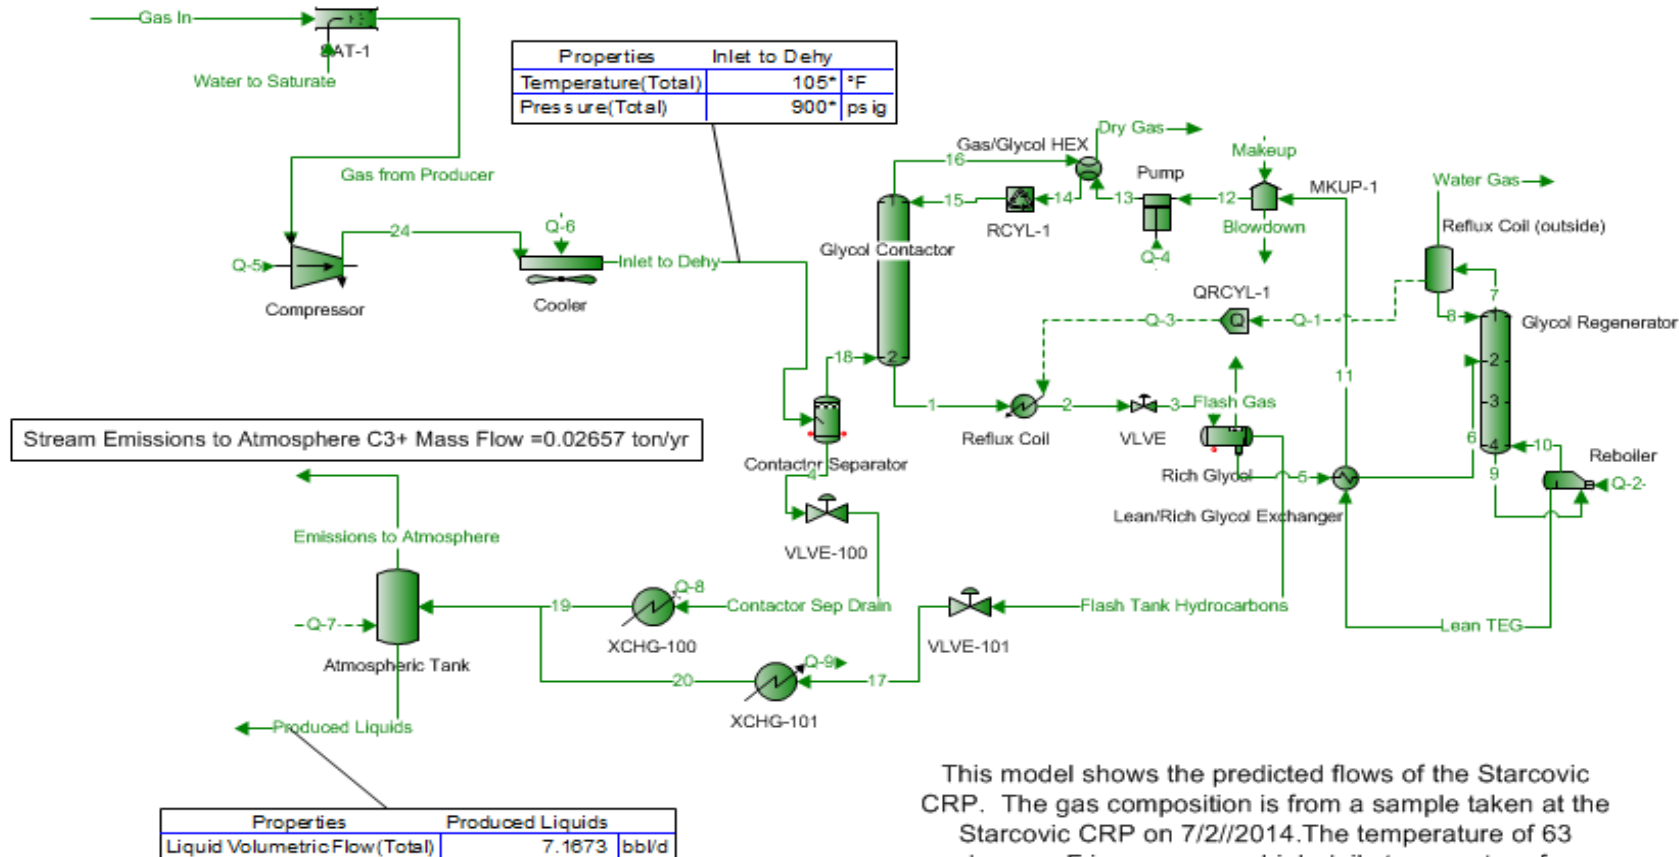 Gas In
SAT-1
Water to Saturate
Properties Inlet to Dehy
Temperature(Total) 105* °F
Pressure(Total) 900* psig
Gas from Producer
24
Q-6
Q-5
Inlet to Dehy
Compressor
Cooler
Dry Gas
Gas/Glycol HEX
16
Pump
Makeup
MKUP-1
Water Gas
1
15
14
13
12
RCYL-1
Blowdown
Reflux Coil (outside)
Glycol Contactor
Q-4
QRCYL-1
7
Q-3
Q
Q-1
8
1
Glycol Regenerator
18
2
2
11
3
1
2
3
Flash Gas
6
4
10
Reflux Coil
VLVE
Reboiler
Stream Emissions to Atmosphere C3+ Mass Flow =0.02657 ton/yr
Contactor Separator
4
Rich Glycol
5
9
Q-2
Lean/Rich Glycol Exchanger
Emissions to Atmosphere
VLVE-100
Q-8
19
Contactor Sep Drain
Flash Tank Hydrocarbons
Q-7
XCHG-100
VLVE-101
Lean TEG
Atmospheric Tank
Q-9
20
17
XCHG-101
Produced Liquids
This model shows the predicted flows of the Starcovic
CRP. The gas composition is from a sample taken at the
Starcovic CRP on 7/2//2014.The temperature of 63
Properties Produced Liquids
Liquid Volumetric Flow(Total) 7.1673 bbl/d